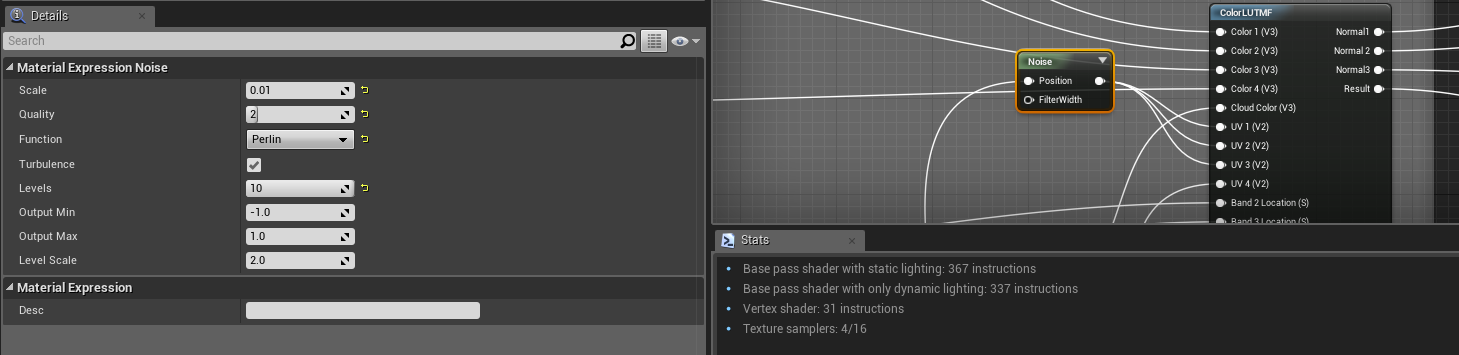 Details
Search
Material Expression Noise
Scale 0.01
Quality 2
Function Perlin
Turbulence
Levels 10
Output Min -1.0
Output Max 1.0
Level Scale 2.0
Material Expression
Desc
Noise
Position
FilterWidth
ColorLUTMF
Color 1 (V3) Normal1
Color 2 (V3) Normal 2
Color 3 (V3) Normal3
Color 4 (V3) Result
Cloud Color (V3)
UV 1 (V2)
UV 2 (V2)
UV 3 (V2)
UV 4 (V2)
Band 2 Location (S)
Band 3 Location (S)
Stats
Base pass shader with static lighting: 367 instructions
Base pass shader with only dynamic lighting: 337 instructions
Vertex shader: 31 instructions
Texture samplers: 4/16